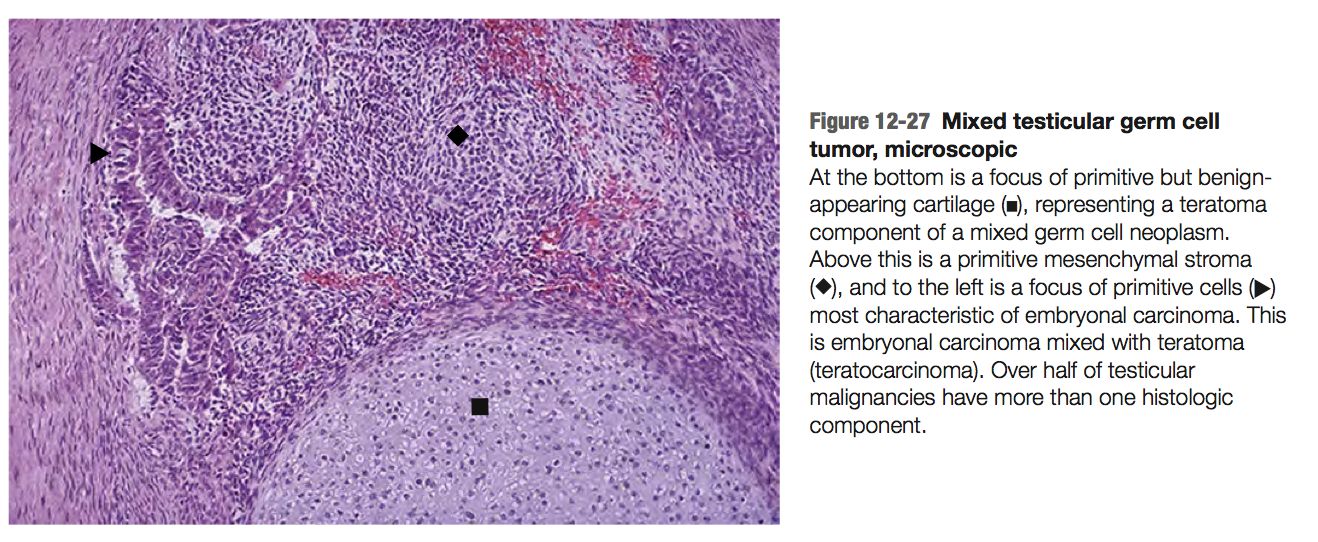 Figure 12-27 Mixed testicular germ cell
tumor, microscopic
At the bottom is a focus of primitive but benign-
appearing cartilage (■), representing a teratoma
component of a mixed germ cell neoplasm.
Above this is a primitive mesenchymal stroma
(◆), and to the left is a focus of primitive cells (▶)
most characteristic of embryonal carcinoma. This
is embryonal carcinoma mixed with teratoma
(teratocarcinoma). Over half of testicular
malignancies have more than one histologic
component.